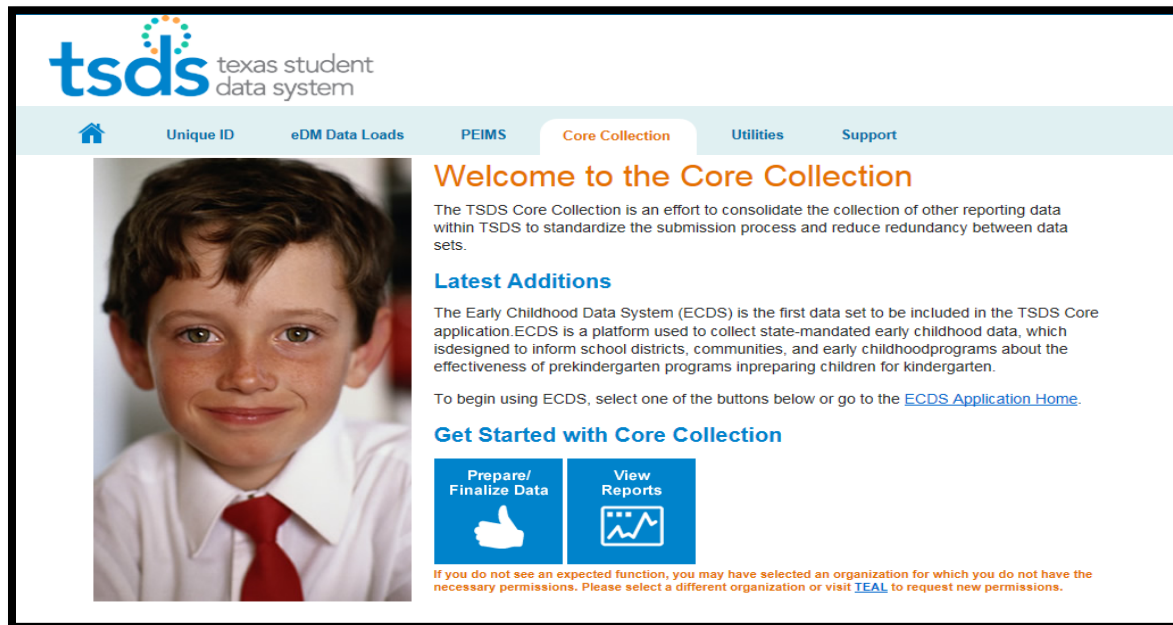 tsds texas student
data system
Unique ID eDM Data Loads PEIMS Core Collection Utilities Support
Welcome to the Core Collection
The TSDS Core Collection is an effort to consolidate the collection of other reporting data
within TSDS to standardize the submission process and reduce redundancy between data
sets.
Latest Additions
The Early Childhood Data System (ECDS) is the first data set to be included in the TSDS Core
application.ECDS is a platform used to collect state-mandated early childhood data, which
isdesigned to inform school districts, communities, and early childhoodprograms about the
effectiveness of prekindergarten programs inpreparing children for kindergarten.
To begin using ECDS, select one of the buttons below or go to the ECDS Application Home.
Get Started with Core Collection
Prepare/
Finalize Data
View
Reports
If you do not see an expected function, you may have selected an organization for which you do not have the
necessary permissions. Please select a different organization or visit TEAL to request new permissions.